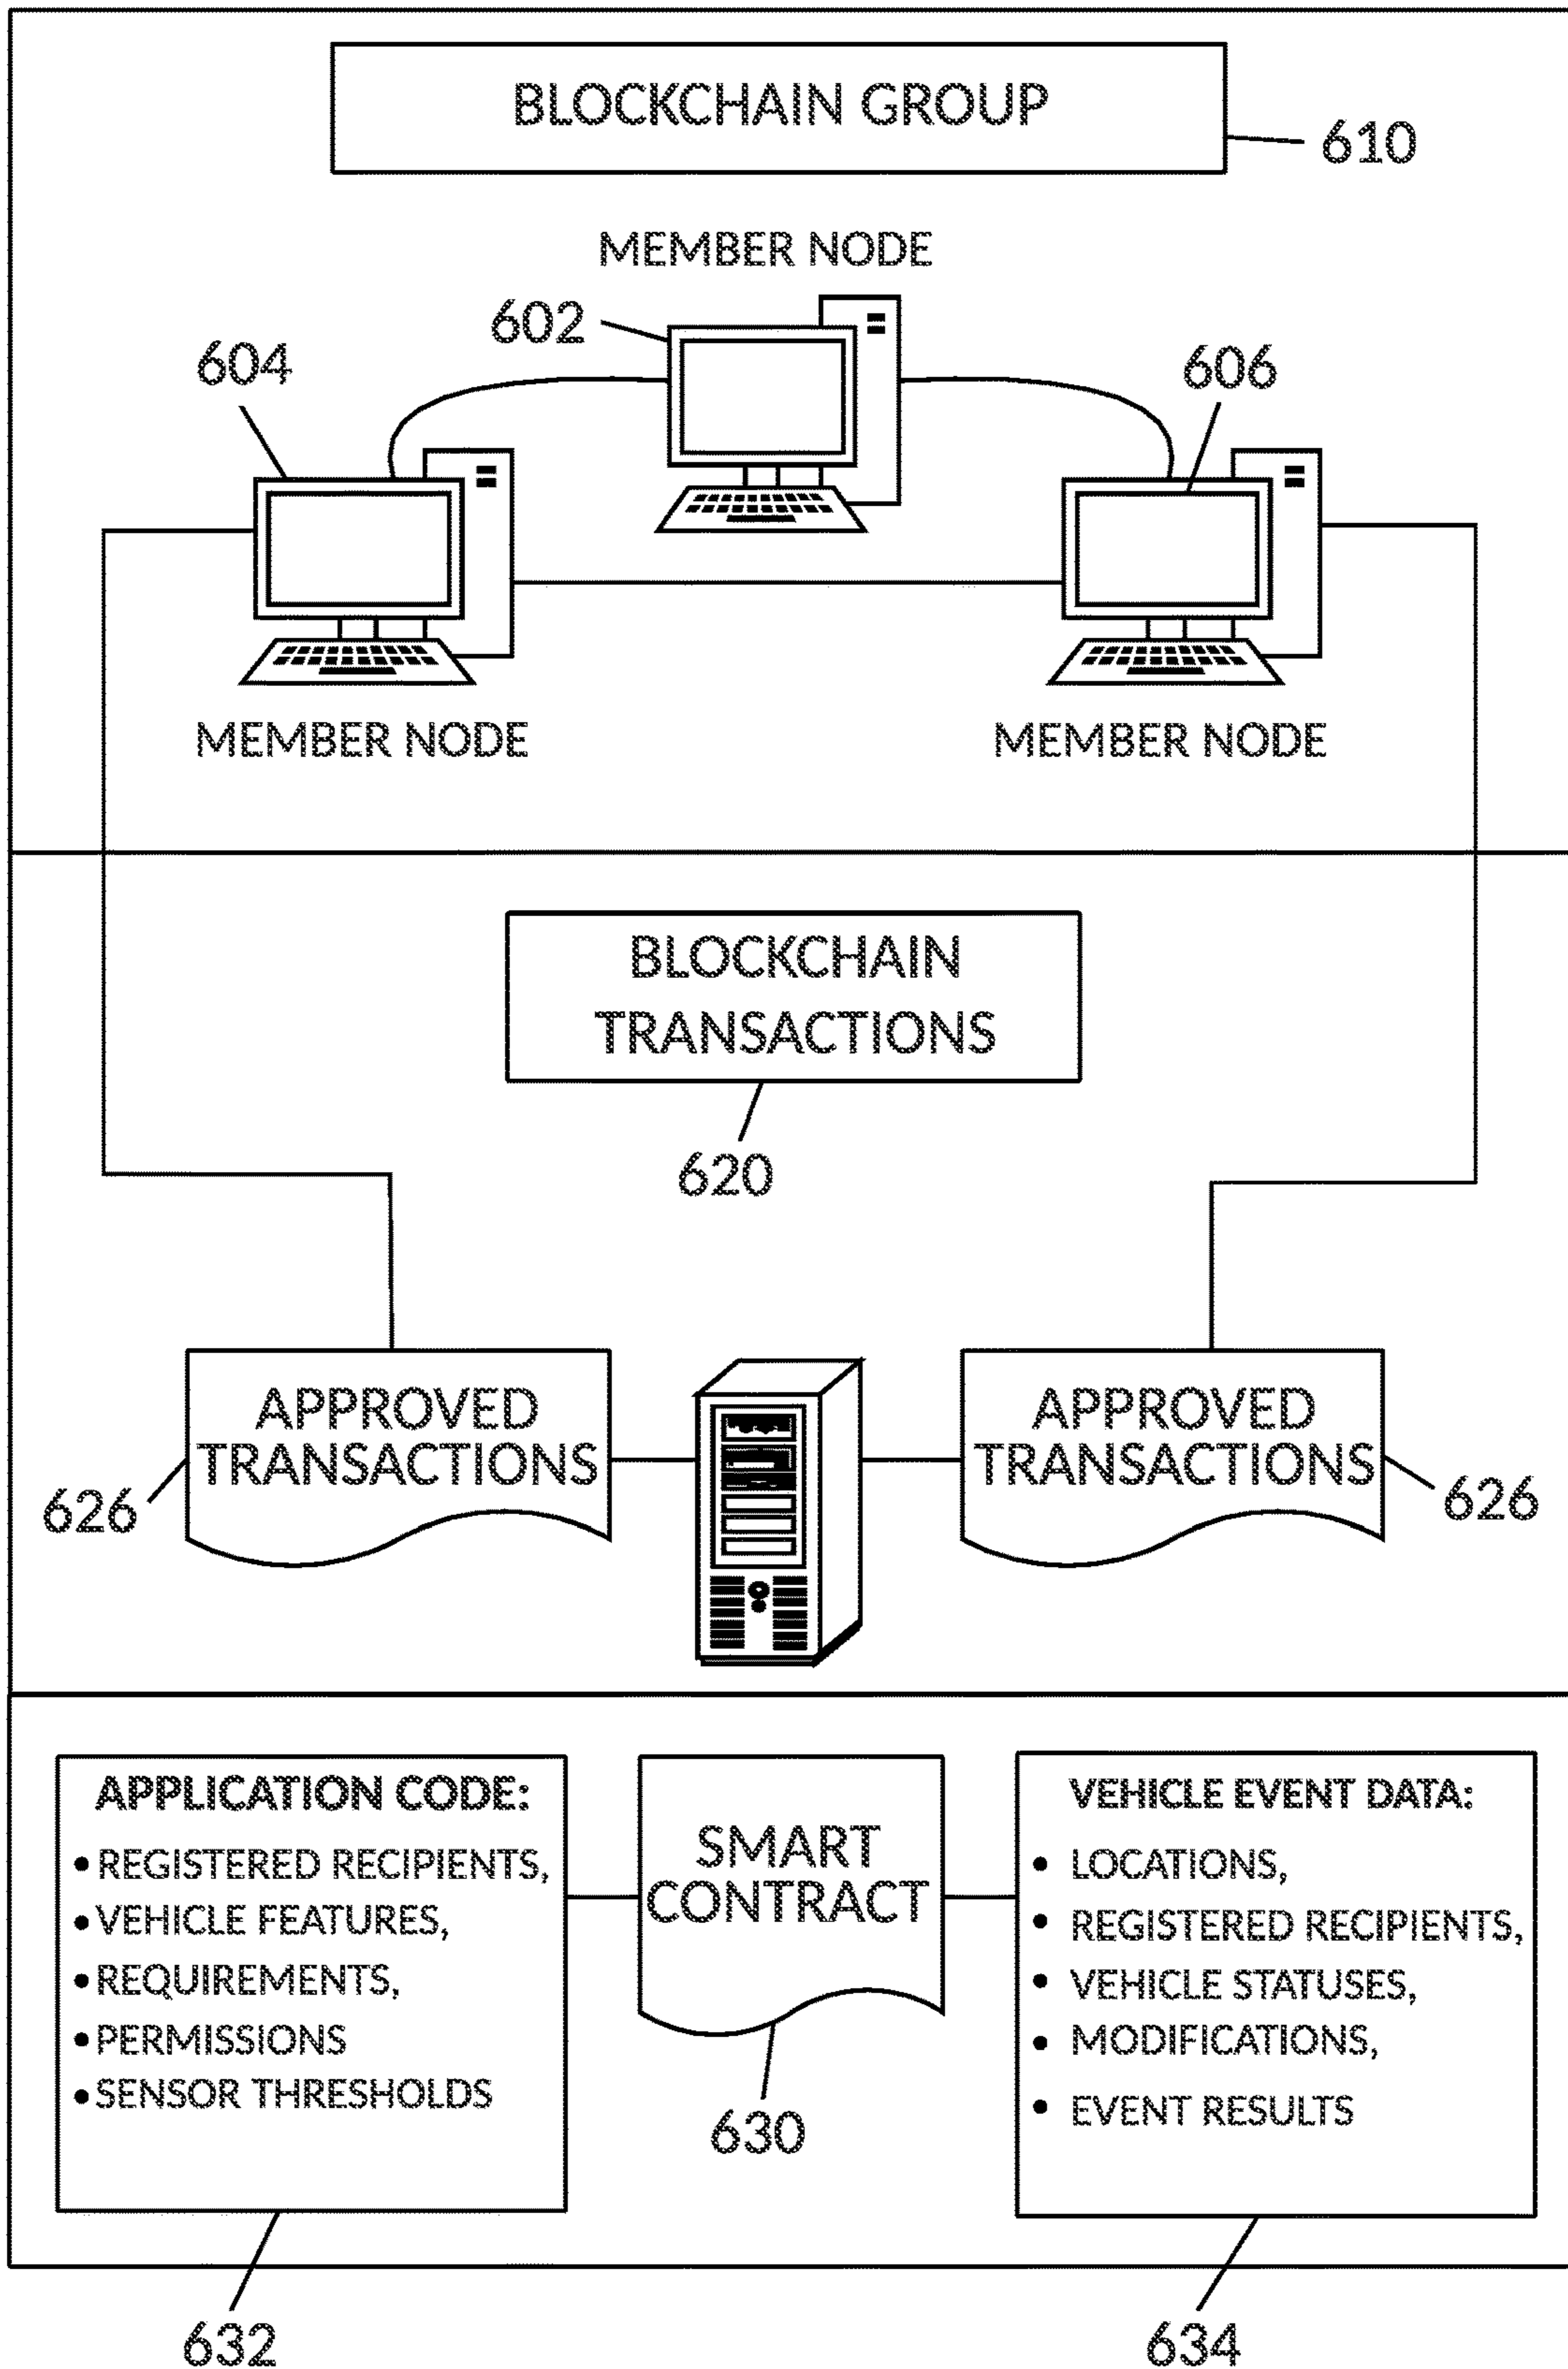 BLOCKCHAIN GROUP
610
MEMBER NODE
602
604
606
MEMBER NODE
MEMBER NODE
BLOCKCHAIN
TRANSACTIONS
620
APPROVED
TRANSACTIONS
626
APPROVED
TRANSACTIONS
626
APPLICATION CODE:
• REGISTERED RECIPIENTS,
• VEHICLE FEATURES,
• REQUIREMENTS,
• PERMISSIONS
• SENSOR THRESHOLDS
SMART
CONTRACT
630
VEHICLE EVENT DATA:
• LOCATIONS,
• REGISTERED RECIPIENTS,
• VEHICLE STATUSES,
• MODIFICATIONS,
• EVENT RESULTS
632
634